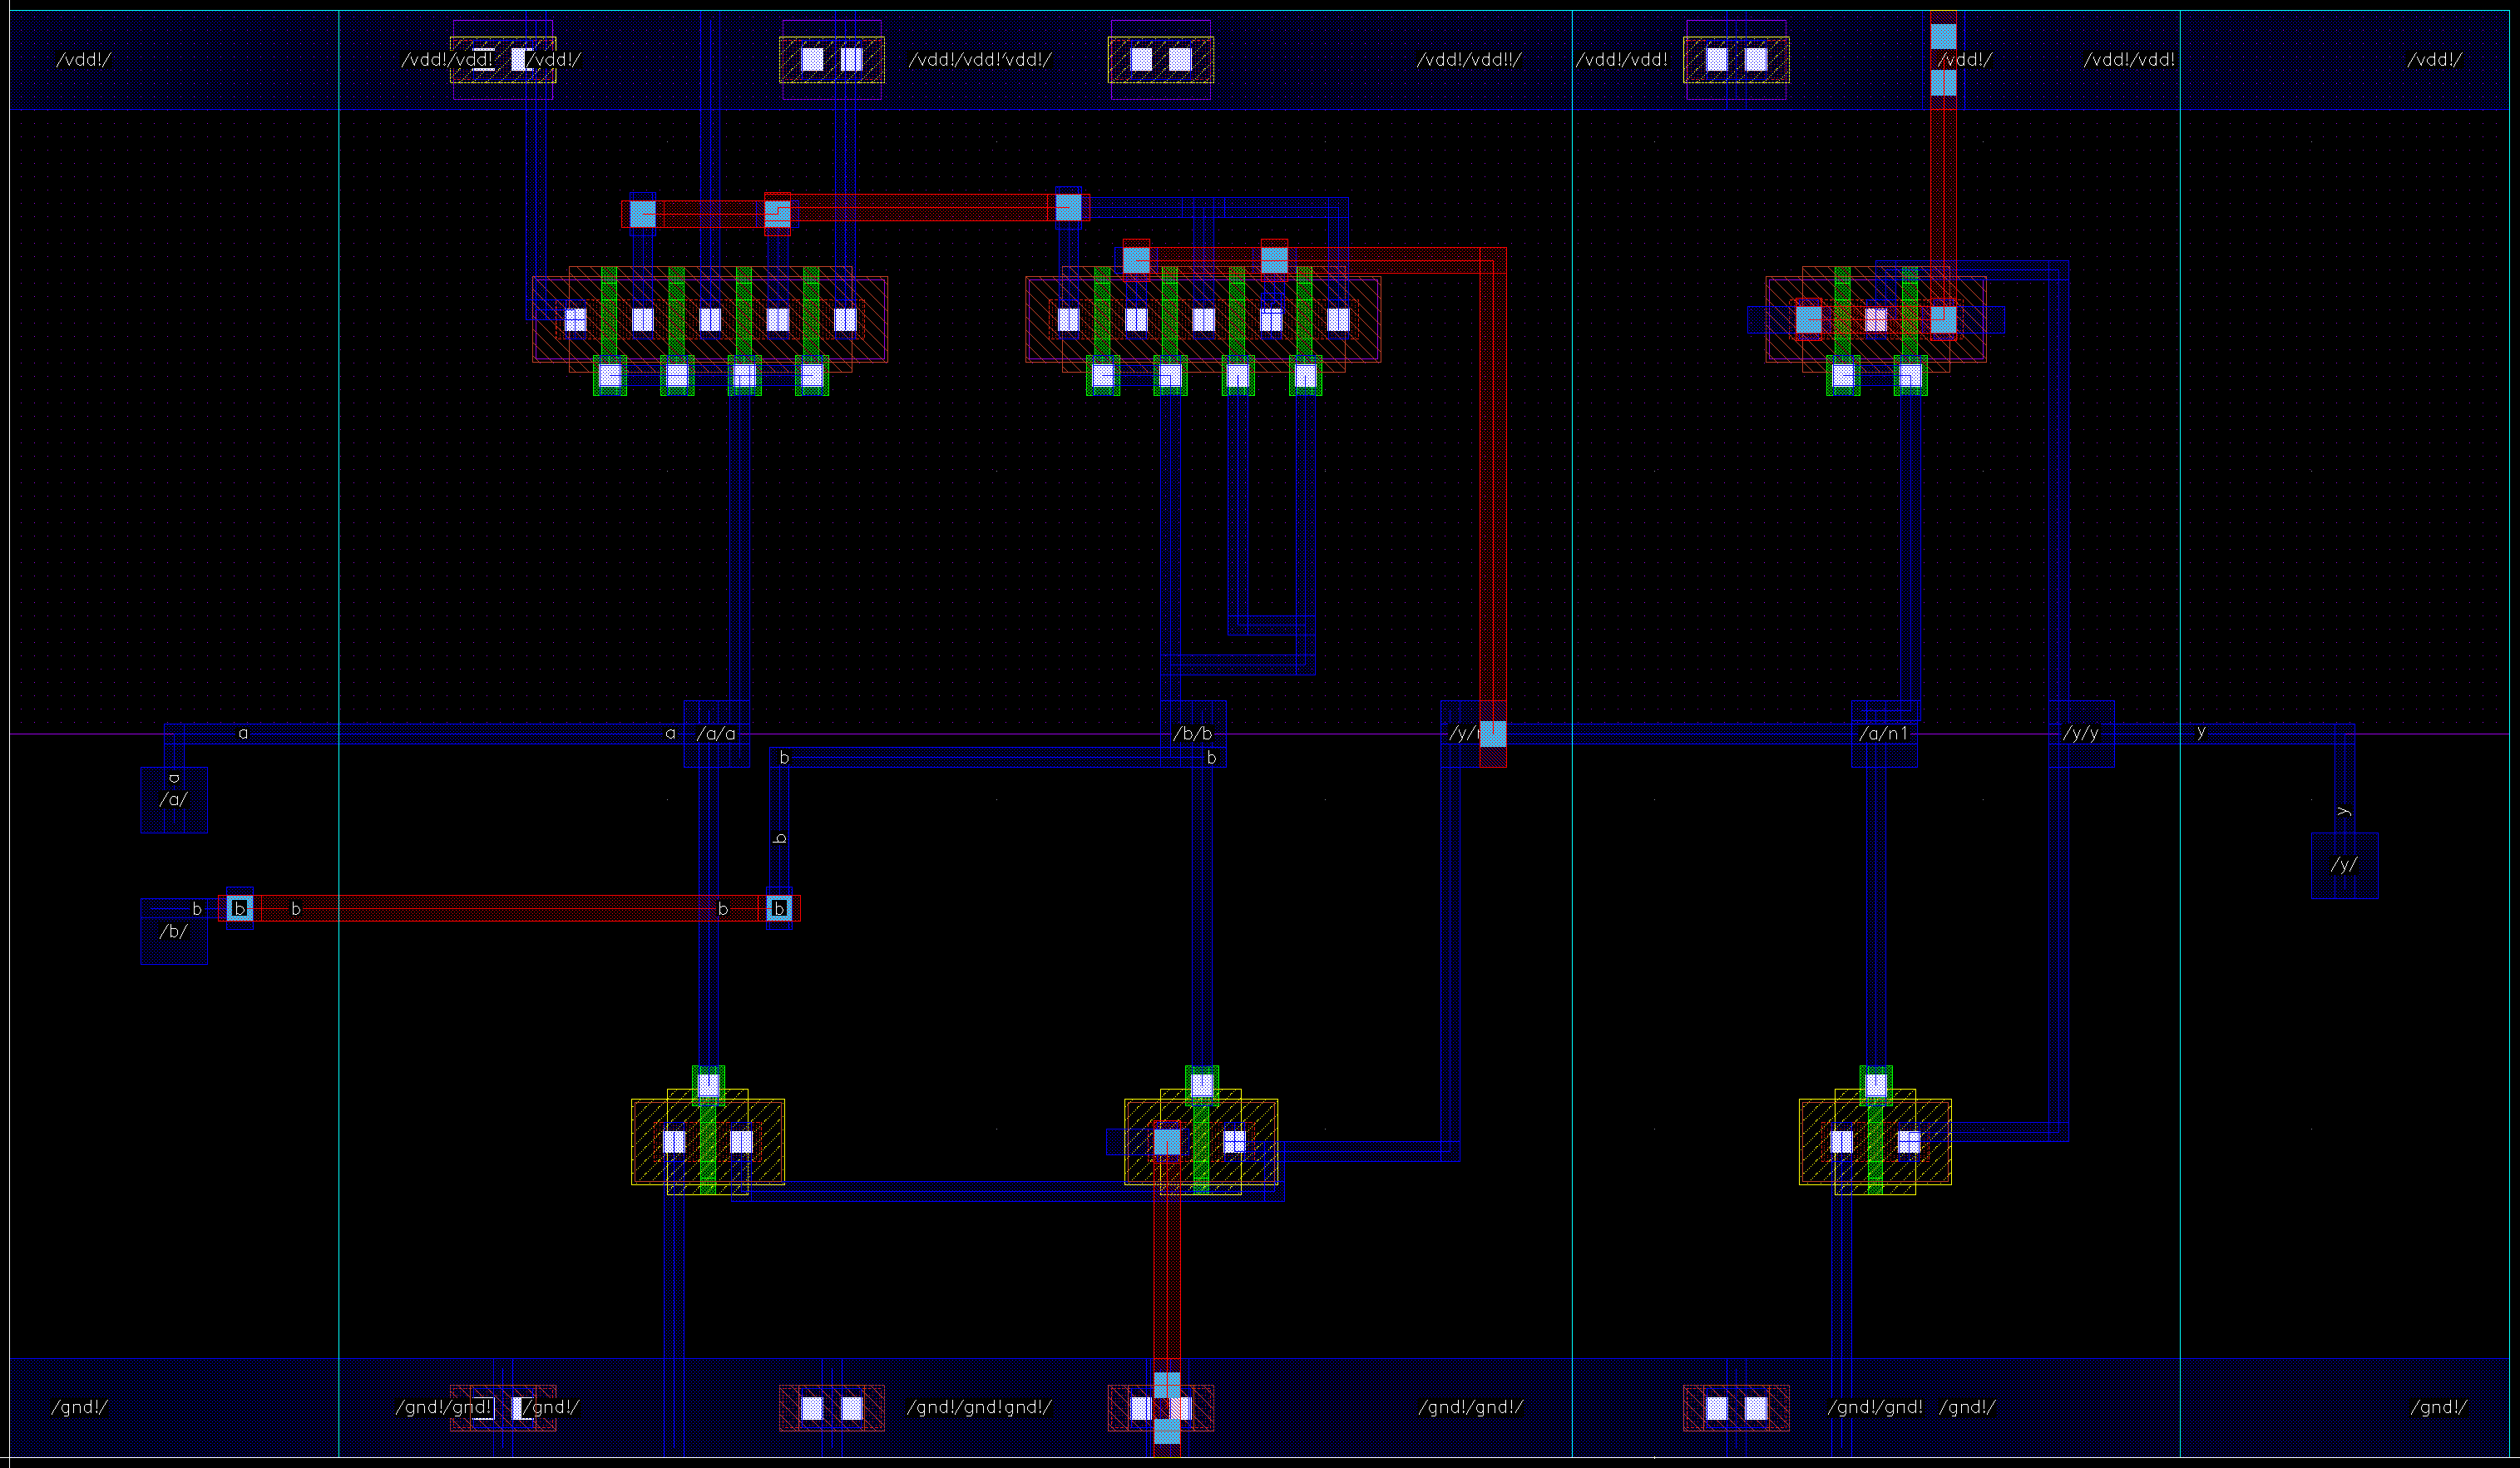 /vdd!/ /vdd!/vdd! /vdd!/ /vdd!/vdd!'vdd!/ /vdd!/vdd!!/ /vdd!/vdd! /vdd!/ /vdd!/vdd! /vdd!/
a a /a/a /b/b /y/ /a/n1 /y/y y
b b
a
/a/
y
b
/y/
b b b b b
/b/
/gnd!/ /gnd!/gnd! /gnd!/ /gnd!/gnd!gnd!/ /gnd!/gnd!/ /gnd!/gnd! /gnd!/ /gnd!/